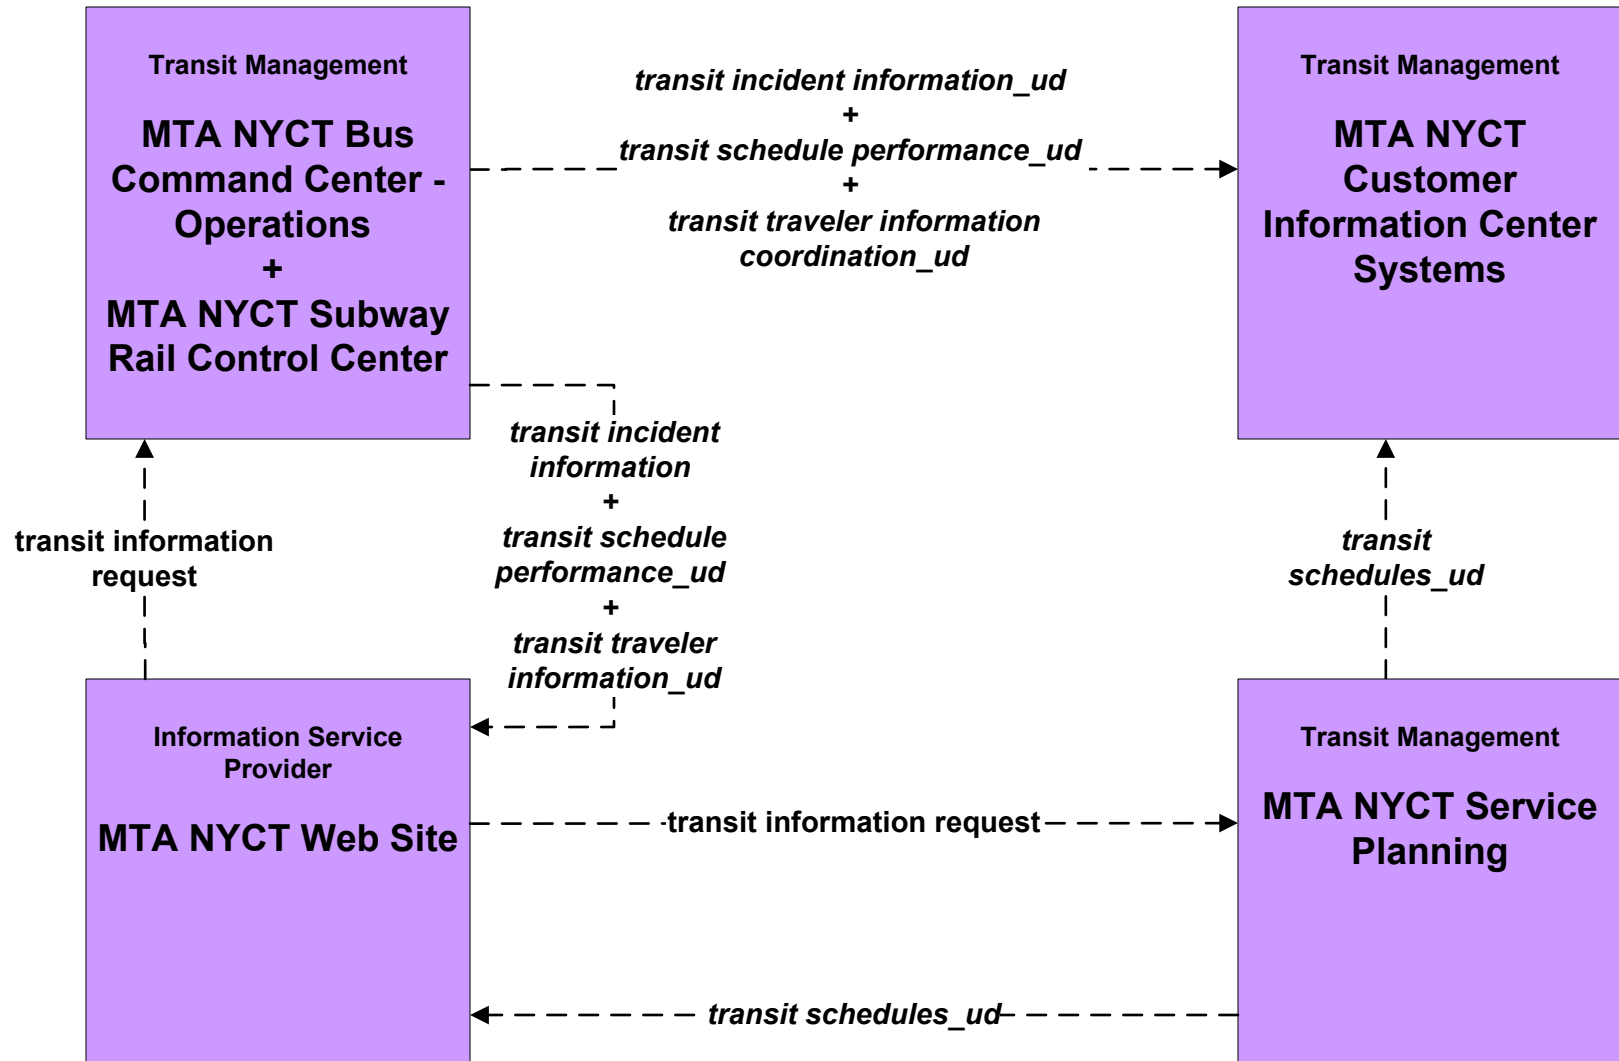 Transit Management
MTA NYCT Bus
Command Center -
Operations
+
MTA NYCT Subway
Rail Control Center
transit incident information_ud
+
transit schedule performance_ud
+
transit traveler information
coordination_ud
Transit Management
MTA NYCT
Customer
Information Center
Systems
transit incident
information
+
transit schedule
performance_ud
+
transit traveler
information_ud
transit information
request
transit
schedules_ud
Information Service
Provider
MTA NYCT Web Site
transit information request
Transit Management
MTA NYCT Service
Planning
transit schedules_ud